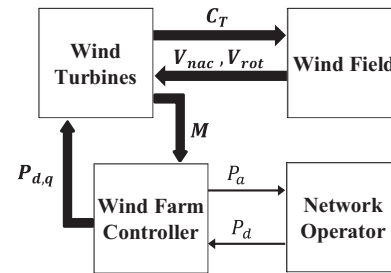 C_T
Wind
Turbines
V_nac , V_rot
Wind Field
M
P_d,q
Wind Farm
Controller
P_a
P_d
Network
Operator